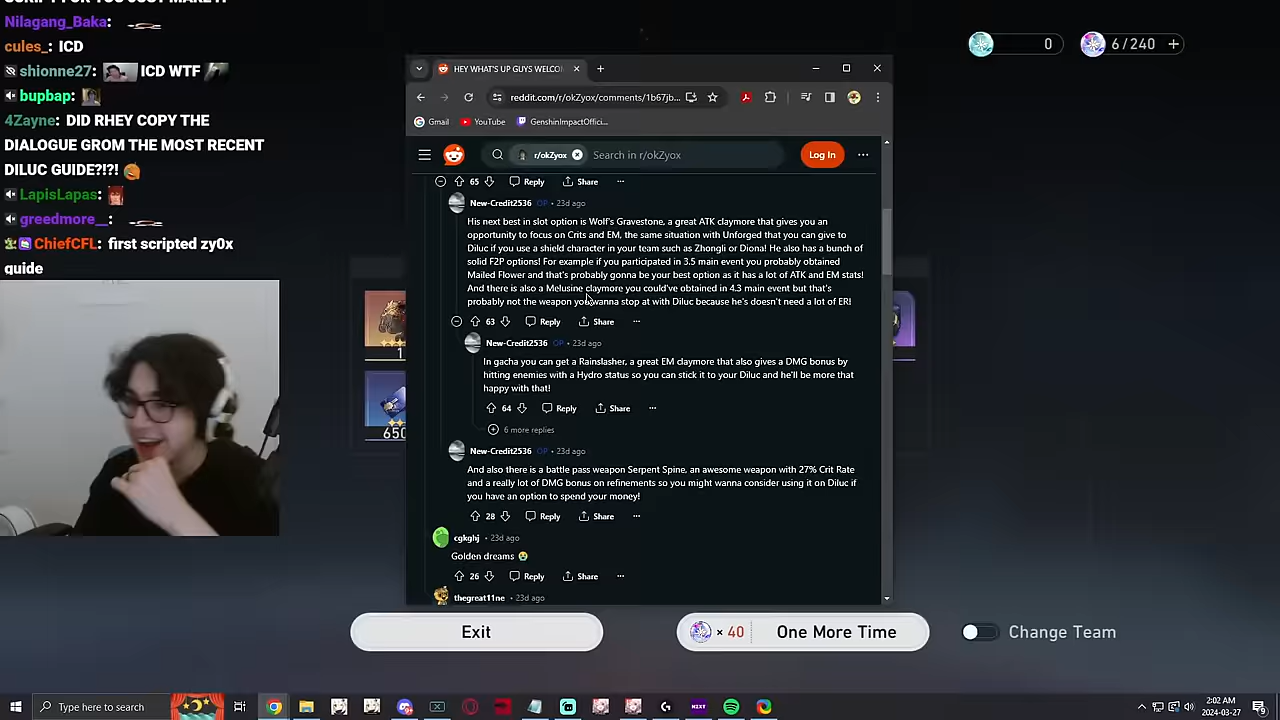 SCRIPT FOR YOU JUST MAKE IT
Nilagang_Baka:
cules_: ICD
shionne27: ICD WTF
bupbap:
4Zayne: DID RHEY COPY THE
DIALOGUE GROM THE MOST RECENT
DILUC GUIDE?!?!
LapisLapas:
greedmore__:
ChiefCFL: first scripted zy0x
guide
0
6/240 +
HEY WHAT'S UP GUYS WELCO
reddit.com/r/okZyox/comments/1b67jb...
Gmail
YouTube
GenshinImpactOffici...
r/okZyox
Search in r/okZyox
Log In
65 Reply Share
New-Credit2536 OP • 23d ago
His next best in slot option is Wolf's Gravestone, a great ATK claymore that gives you an
opportunity to focus on Crits and EM, the same situation with Unforged that you can give to
Diluc if you use a shield character in your team such as Zhongli or Diona! He also has a bunch of
solid F2P options! For example if you participated in 3.5 main event you probably obtained
Mailed Flower and that's probably gonna be your best option as it has a lot of ATK and EM stats!
And there is also a Melusine claymore you could've obtained in 4.3 main event but that's
probably not the weapon you wanna stop at with Diluc because he's doesn't need a lot of ER!
63 Reply Share
New-Credit2536 OP • 23d ago
In gacha you can get a Rainslasher, a great EM claymore that also gives a DMG bonus by
hitting enemies with a Hydro status so you can stick it to your Diluc and he'll be more that
happy with that!
64 Reply Share
6 more replies
New-Credit2536 OP • 23d ago
And also there is a battle pass weapon Serpent Spine, an awesome weapon with 27% Crit Rate
and a really lot of DMG bonus on refinements so you might wanna consider using it on Diluc if
you have an option to spend your money!
28 Reply Share
cgkghj • 23d ago
Golden dreams
26 Reply Share
thegreat11ne • 23d ago
1
650
Exit
× 40 One More Time
Change Team
Type here to search
2:02 AM
2024-03-27